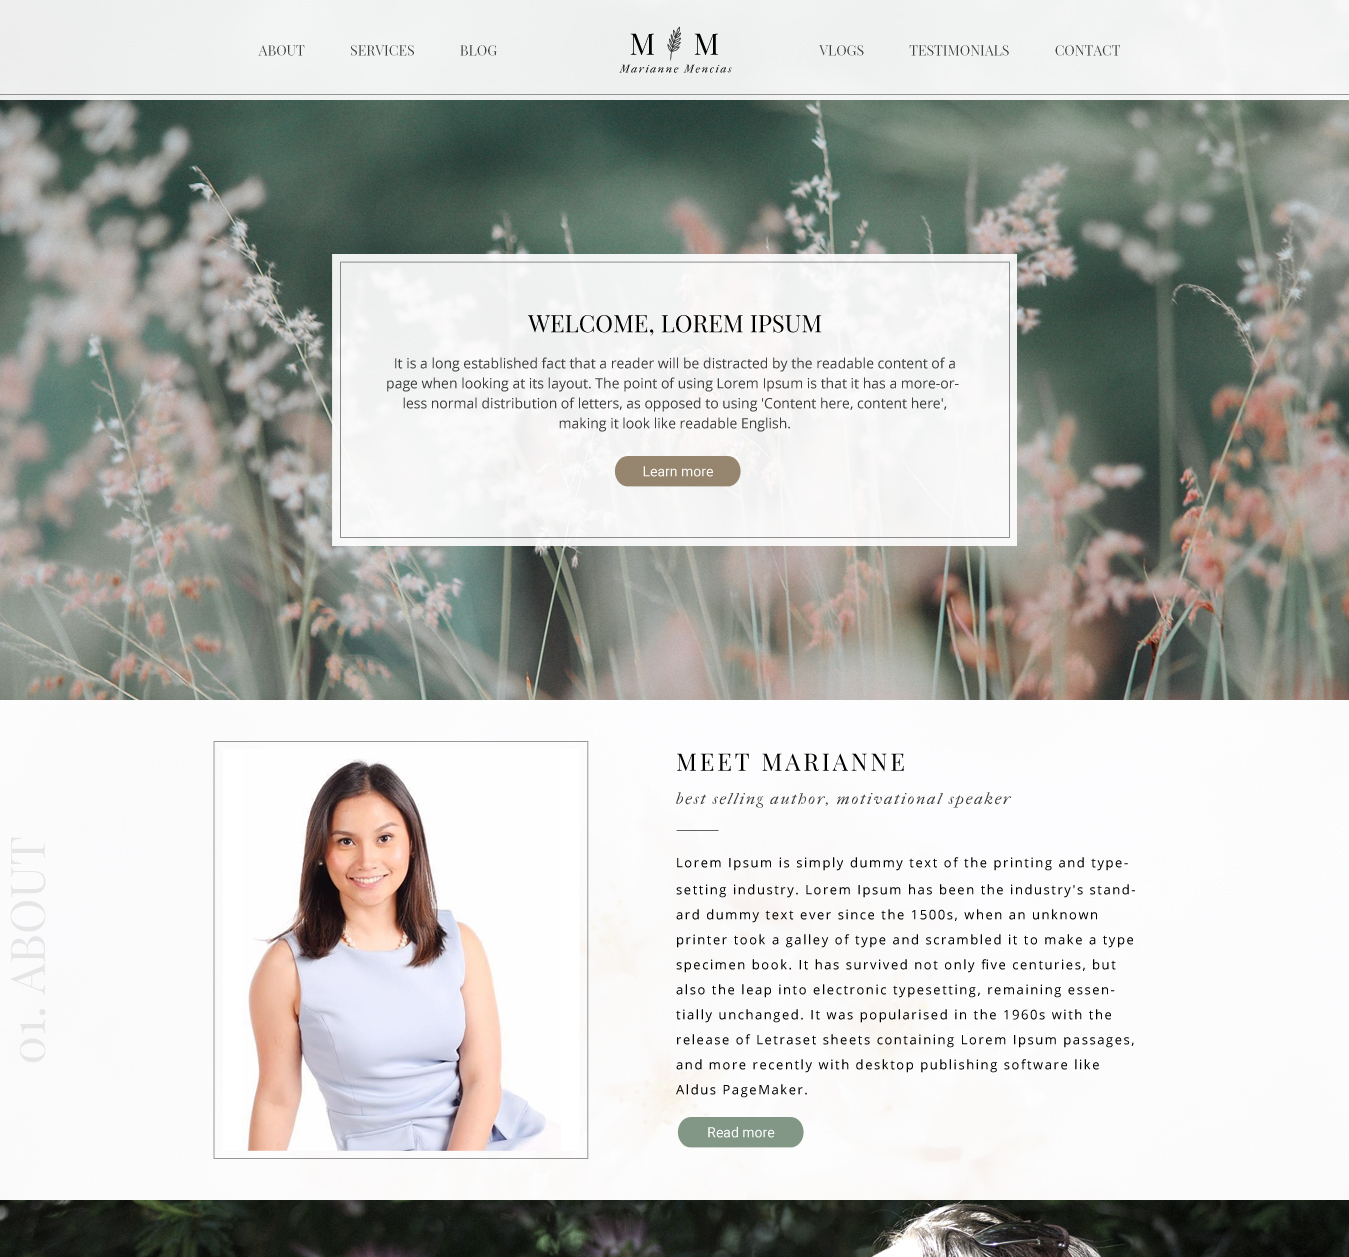 ABOUT
SERVICES
BLOG
M M
Marianne Mencias
VLOGS
TESTIMONIALS
CONTACT
WELCOME, LOREM IPSUM
It is a long established fact that a reader will be distracted by the readable content of a
page when looking at its layout. The point of using Lorem Ipsum is that it has a more-or-
less normal distribution of letters, as opposed to using 'Content here, content here',
making it look like readable English.
Learn more
01. ABOUT
MEET MARIANNE
best selling author, motivational speaker
Lorem Ipsum is simply dummy text of the printing and type-
setting industry. Lorem Ipsum has been the industry's stand-
ard dummy text ever since the 1500s, when an unknown
printer took a galley of type and scrambled it to make a type
specimen book. It has survived not only five centuries, but
also the leap into electronic typesetting, remaining essen-
tially unchanged. It was popularised in the 1960s with the
release of Letraset sheets containing Lorem Ipsum passages,
and more recently with desktop publishing software like
Aldus PageMaker.
Read more